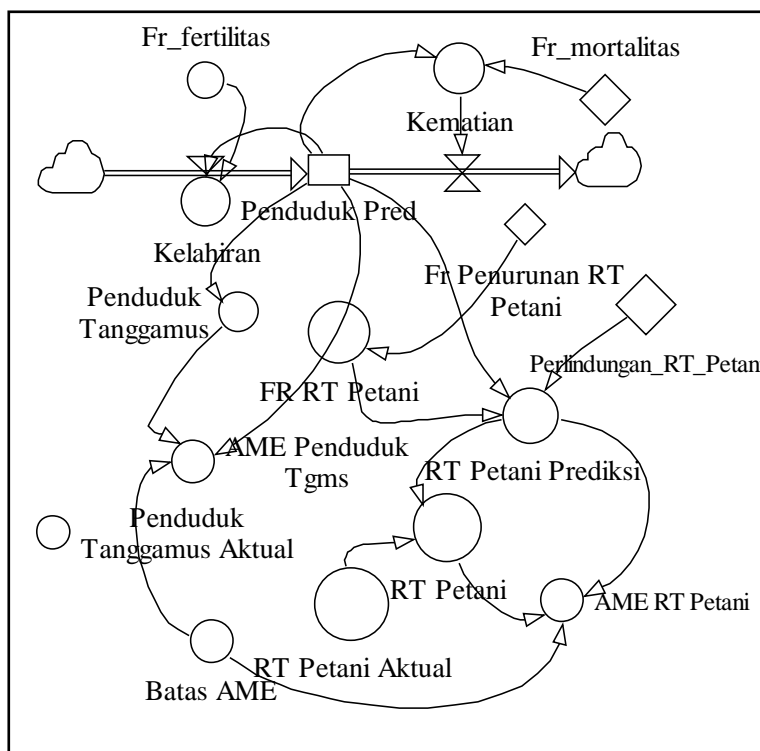 Fr_fertilitas
Fr_mortalitas
Kematian
Penduduk Pred
Kelahiran
Penduduk
Tanggamus
Fr Penurunan RT
Petani
FR RT Petani
Perlindungan_RT_Petani
AME Penduduk
Tgms
RT Petani Prediksi
Penduduk
Tanggamus Aktual
RT Petani
AME RT Petani
RT Petani Aktual
Batas AME